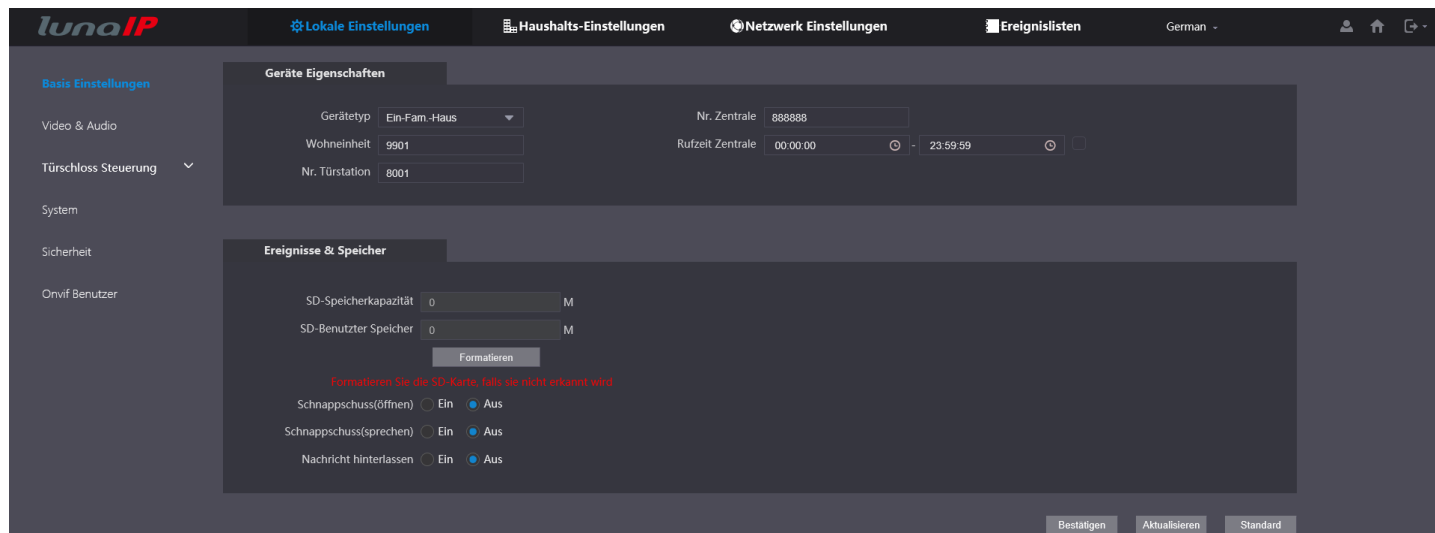 lunaIP Lokale Einstellungen Haushalts-Einstellungen Netzwerk Einstellungen Ereignislisten German
Basis Einstellungen
Video & Audio
Türschloss Steuerung
System
Sicherheit
Onvif Benutzer
Geräte Eigenschaften
Gerätetyp Ein-Fam.-Haus Nr. Zentrale 888888
Wohneinheit 9901 Rufzeit Zentrale 00:00:00 - 23:59:59
Nr. Türstation 8001
Ereignisse & Speicher
SD-Speicherkapazität 0 M
SD-Benutzter Speicher 0 M
Formatieren
Formatieren Sie die SD-Karte, falls sie nicht erkannt wird
Schnappschuss(öffnen) Ein Aus
Schnappschuss(sprechen) Ein Aus
Nachricht hinterlassen Ein Aus
Bestätigen Aktualisieren Standard